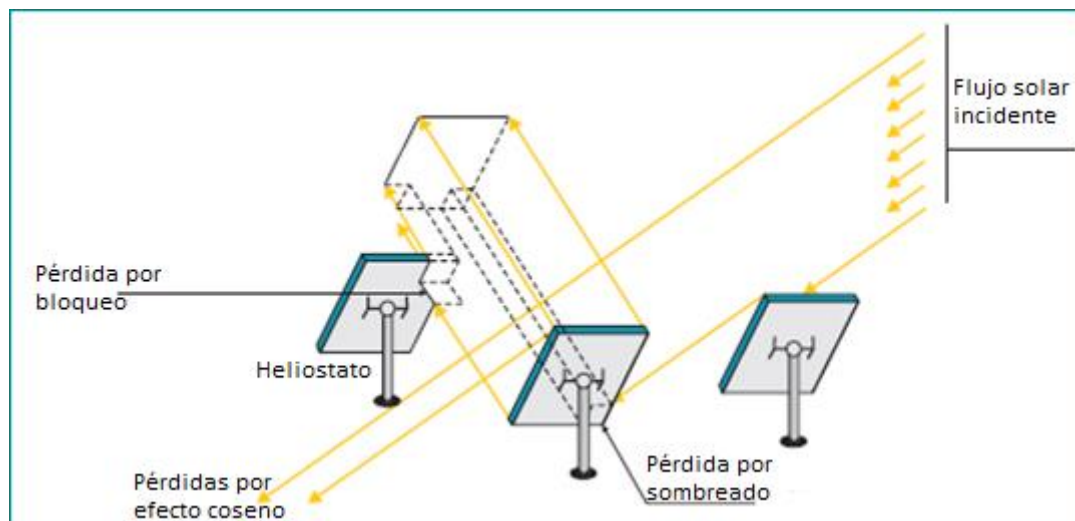 Flujo solar
incidente
Pérdida por
bloqueo
Heliostato
Pérdida por
sombreado
Pérdidas por
efecto coseno